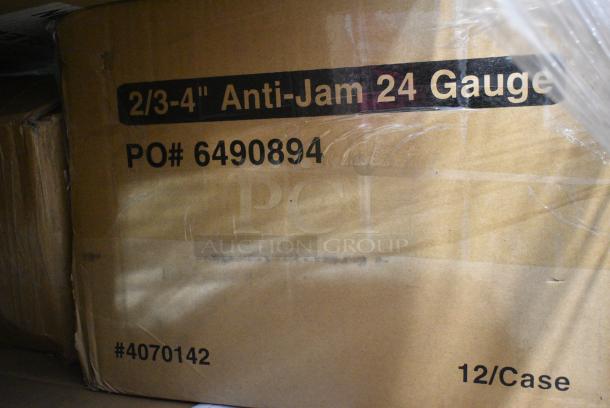 2/3-4" Anti-Jam 24 Gauge
PO# 6490894
PCI
AUCTION GROUP
#4070142
12/Case